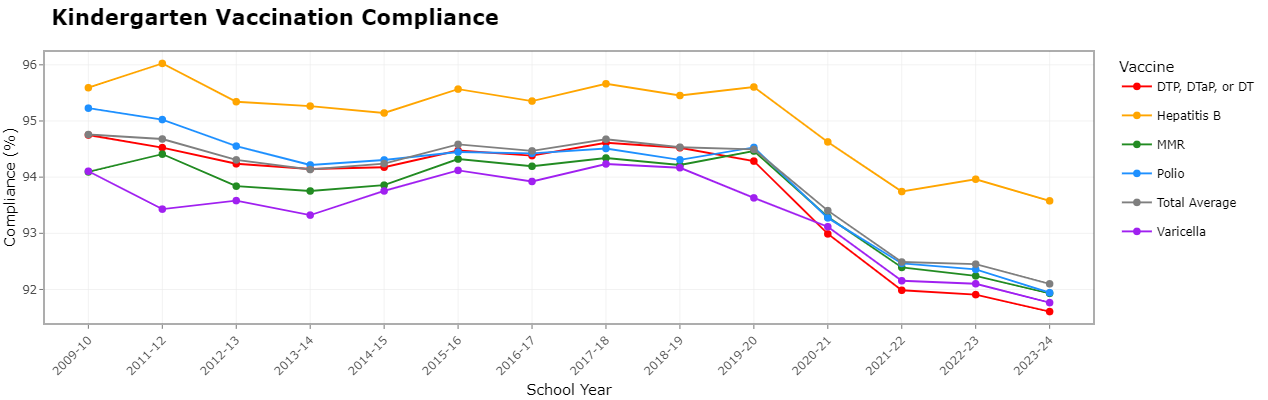 Kindergarten Vaccination Compliance
Compliance (%)
96
95
94
93
92
2009-10
2011-12
2012-13
2013-14
2014-15
2015-16
2016-17
2017-18
2018-19
2019-20
2020-21
2021-22
2022-23
2023-24
School Year
Vaccine
DTP, DTaP, or DT
Hepatitis B
MMR
Polio
Total Average
Varicella